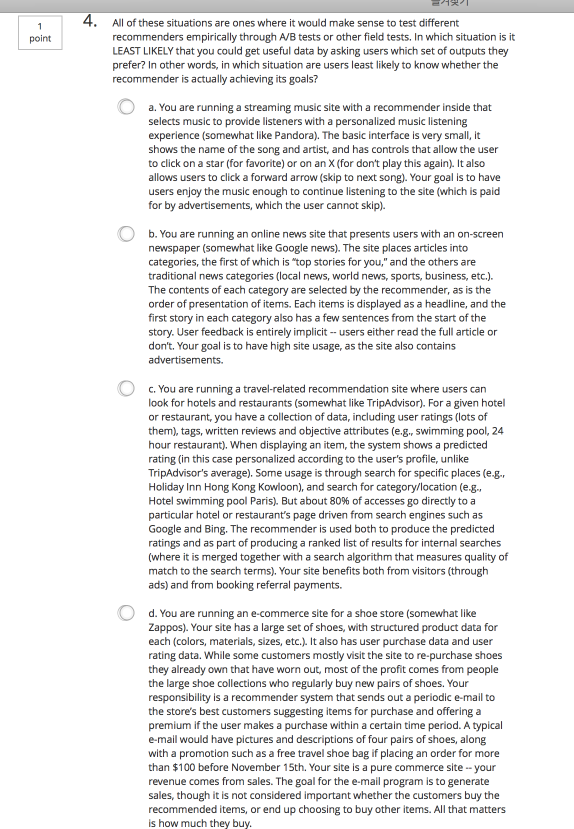 1
point
4. All of these situations are ones where it would make sense to test different
recommenders empirically through A/B tests or other field tests. In which situation is it
LEAST LIKELY that you could get useful data by asking users which set of outputs they
prefer? In other words, in which situation are users least likely to know whether the
recommender is actually achieving its goals?
a. You are running a streaming music site with a recommender inside that
selects music to provide listeners with a personalized music listening
experience (somewhat like Pandora). The basic interface is very small, it
shows the name of the song and artist, and has controls that allow the user
to click on a star (for favorite) or on an X (for don't play this again). It also
allows users to click a forward arrow (skip to next song). Your goal is to have
users enjoy the music enough to continue listening to the site (which is paid
for by advertisements, which the user cannot skip).
b. You are running an online news site that presents users with an on-screen
newspaper (somewhat like Google news). The site places articles into
categories, the first of which is "top stories for you," and the others are
traditional news categories (local news, world news, sports, business, etc.).
The contents of each category are selected by the recommender, as is the
order of presentation of items. Each items is displayed as a headline, and the
first story in each category also has a few sentences from the start of the
story. User feedback is entirely implicit -- users either read the full article or
don't. Your goal is to have high site usage, as the site also contains
advertisements.
c. You are running a travel-related recommendation site where users can
look for hotels and restaurants (somewhat like TripAdvisor). For a given hotel
or restaurant, you have a collection of data, including user ratings (lots of
them), tags, written reviews and objective attributes (e.g., swimming pool, 24
hour restaurant). When displaying an item, the system shows a predicted
rating (in this case personalized according to the user's profile, unlike
TripAdvisor's average). Some usage is through search for specific places (e.g.,
Holiday Inn Hong Kong Kowloon), and search for category/location (e.g.,
Hotel swimming pool Paris). But about 80% of accesses go directly to a
particular hotel or restaurant's page driven from search engines such as
Google and Bing. The recommender is used both to produce the predicted
ratings and as part of producing a ranked list of results for internal searches
(where it is merged together with a search algorithm that measures quality of
match to the search terms). Your site benefits both from visitors (through
ads) and from booking referral payments.
d. You are running an e-commerce site for a shoe store (somewhat like
Zappos). Your site has a large set of shoes, with structured product data for
each (colors, materials, sizes, etc.). It also has user purchase data and user
rating data. While some customers mostly visit the site to re-purchase shoes
they already own that have worn out, most of the profit comes from people
the large shoe collections who regularly buy new pairs of shoes. Your
responsibility is a recommender system that sends out a periodic e-mail to
the store's best customers suggesting items for purchase and offering a
premium if the user makes a purchase within a certain time period. A typical
e-mail would have pictures and descriptions of four pairs of shoes, along
with a promotion such as a free travel shoe bag if placing an order for more
than $100 before November 15th. Your site is a pure commerce site -- your
revenue comes from sales. The goal for the e-mail program is to generate
sales, though it is not considered important whether the customers buy the
recommended items, or end up choosing to buy other items. All that matters
is how much they buy.